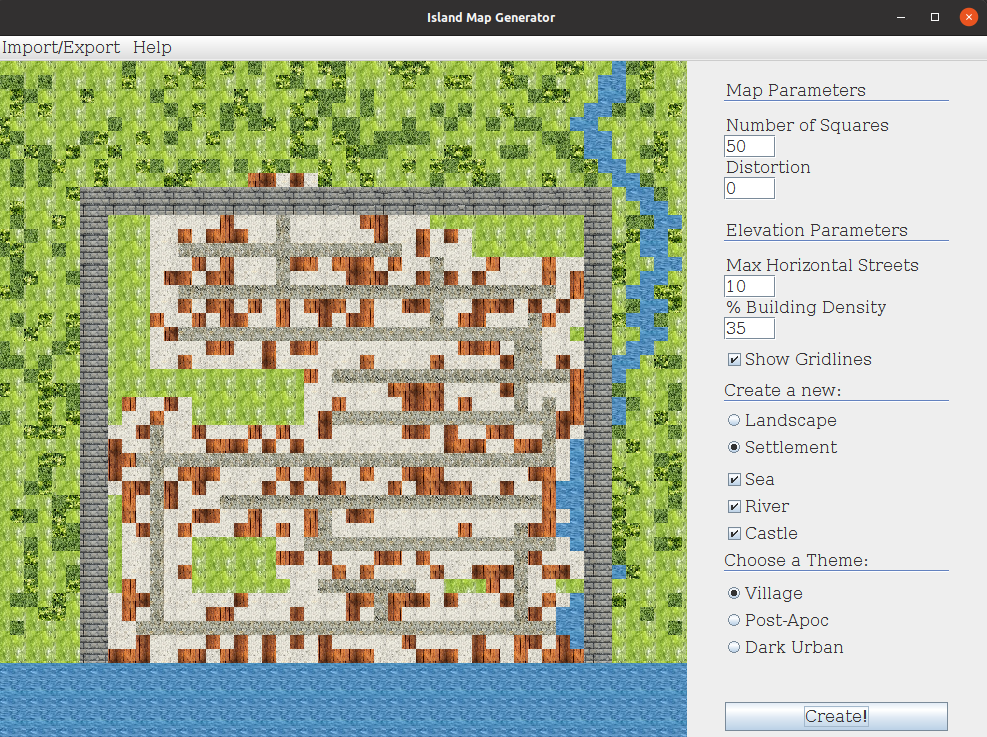 Island Map Generator
Import/Export Help
Map Parameters
Number of Squares
50
Distortion
0
Elevation Parameters
Max Horizontal Streets
10
% Building Density
35
Show Gridlines
Create a new:
Landscape
Settlement
Sea
River
Castle
Choose a Theme:
Village
Post-Apoc
Dark Urban
Create!